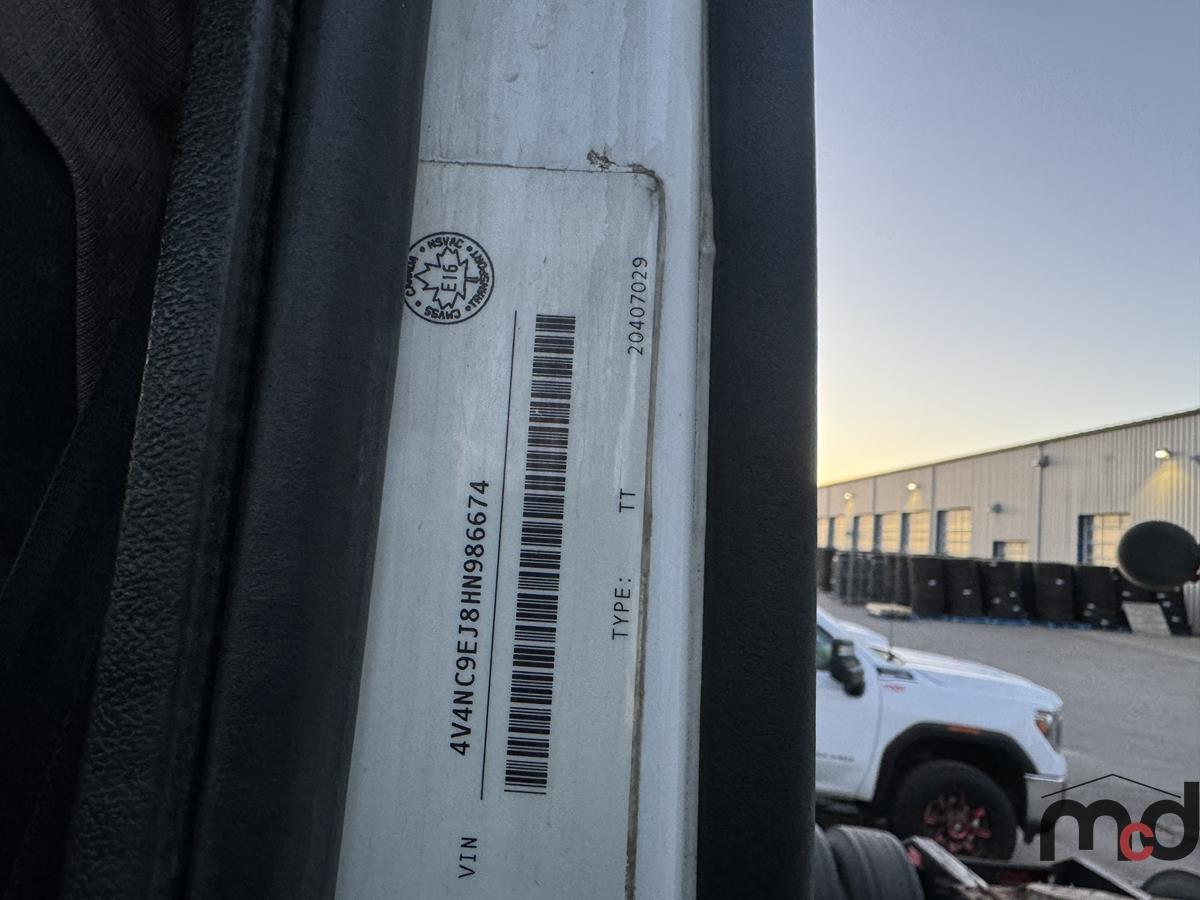 NSVAC
TRANSPORT
CMVSS
CANADA
E16
VIN 4V4NC9EJ8HN986674
TYPE: TT 20407029
mcd